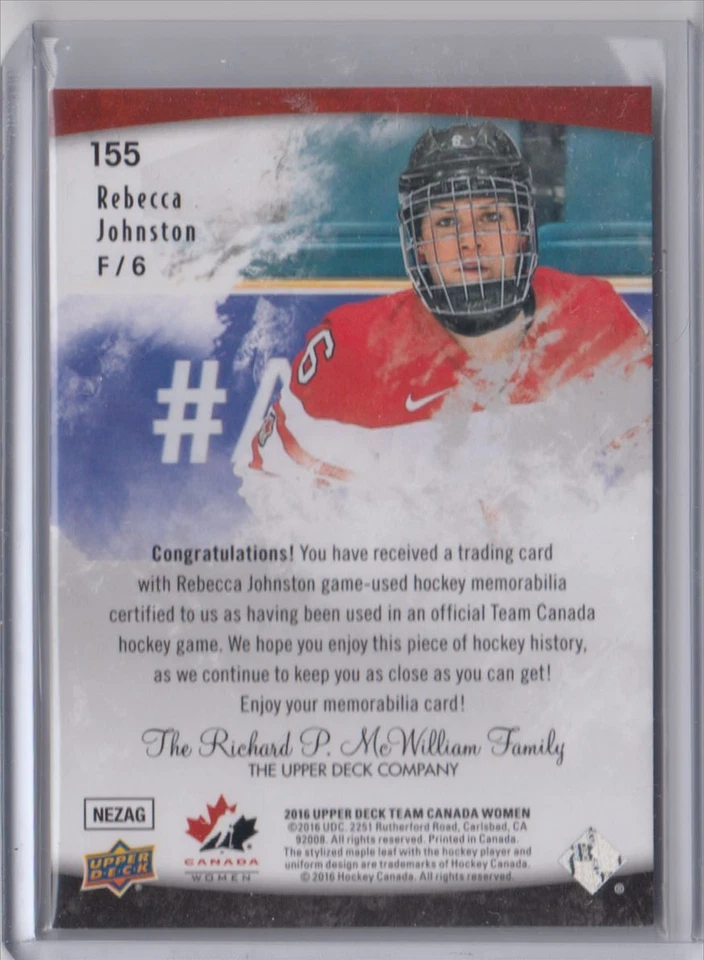 155
Rebecca
Johnston
F/6
6
6
#A
Congratulations! You have received a trading card
with Rebecca Johnston game-used hockey memorabilia
certified to us as having been used in an official Team Canada
hockey game. We hope you enjoy this piece of hockey history,
as we continue to keep you as close as you can get!
Enjoy your memorabilia card!
The Richard P. McWilliam Family
THE UPPER DECK COMPANY
NEZAG
UPPER
DECK
CANADA
WOMEN
2016 UPPER DECK TEAM CANADA WOMEN
©2016 UDC. 2251 Rutherford Road, Carlsbad, CA
92008. All rights reserved. Printed in Canada.
The stylized maple leaf with the hockey player and
uniform design are trademarks of Hockey Canada.
© 2016 Hockey Canada. All rights reserved.
®